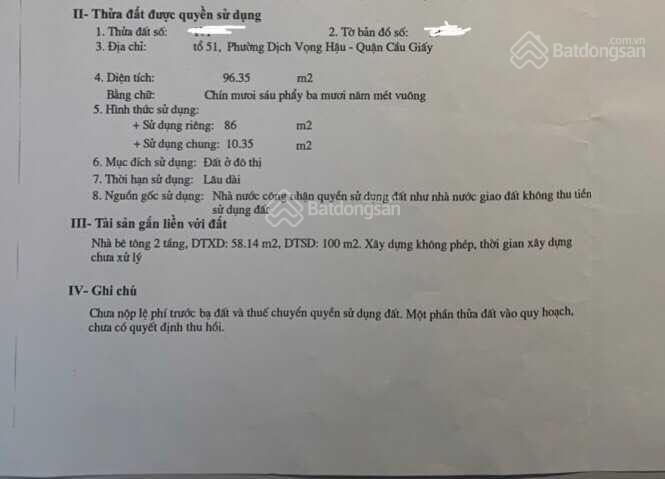 II- Thửa đất được quyền sử dụng
1. Thửa đất số: 2. Tờ bản đồ số:
3. Địa chỉ: tổ 51, Phường Dịch Vọng Hậu - Quận Cầu Giấy
Batdongsan
.com.vn
4. Diện tích: 96.35 m2
Bằng chữ: Chín mươi sáu phẩy ba mươi năm mét vuông
5. Hình thức sử dụng:
+ Sử dụng riêng: 86 m2
+ Sử dụng chung: 10.35 m2
6. Mục đích sử dụng: Đất ở đô thị
7. Thời hạn sử dụng: Lâu dài
8. Nguồn gốc sử dụng: Nhà nước công nhận quyền sử dụng đất như nhà nước giao đất không thu tiền
sử dụng đất
Batdongsan
III- Tài sản gắn liền với đất
Nhà bê tông 2 tầng, DTXD: 58.14 m2, DTSD: 100 m2. Xây dựng không phép, thời gian xây dựng
chưa xử lý
IV- Ghi chú
Chưa nộp lệ phí trước bạ đất và thuế chuyển quyền sử dụng đất. Một phần thửa đất vào quy hoạch,
chưa có quyết định thu hồi.